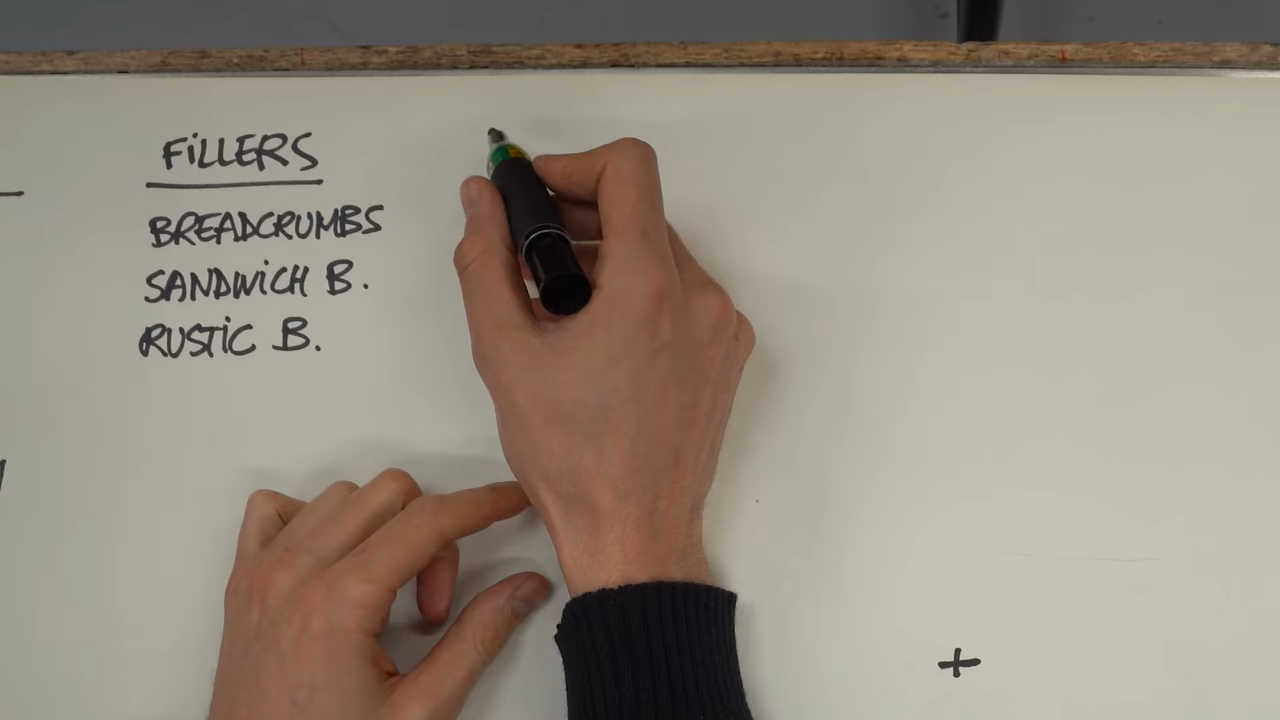 FiLLERS
BREADCRUMBS
SANDWiCH B.
RUSTiC B.
+